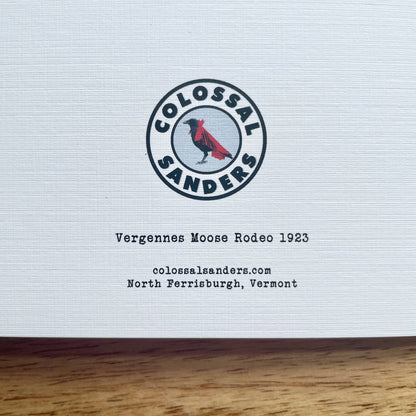 COLOSSAL
SANDERS
Vergennes Moose Rodeo 1923
colossalsanders.com
North Ferrisburgh, Vermont